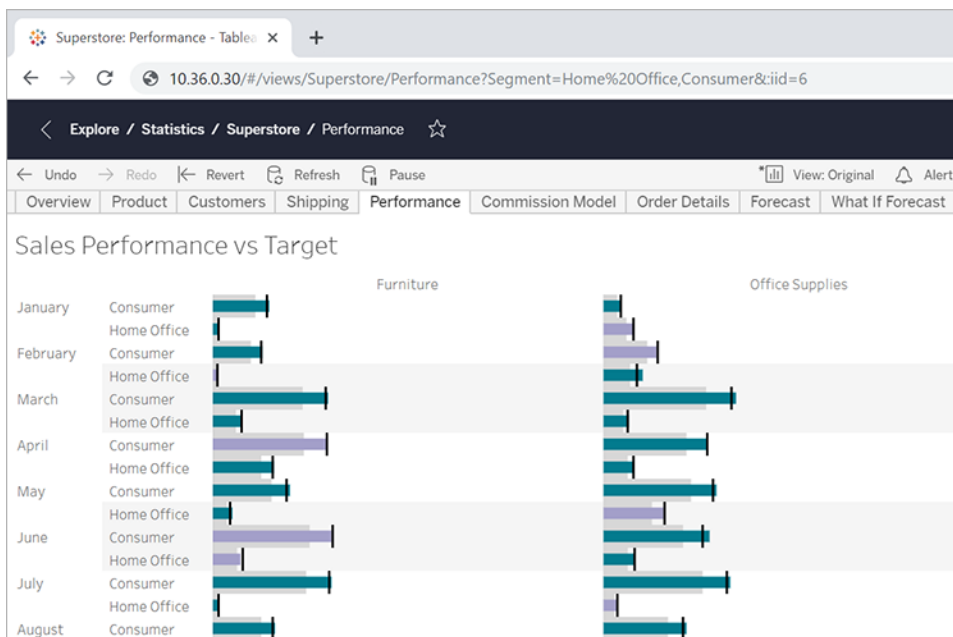 Superstore: Performance - Tablea
10.36.0.30/#/views/Superstore/Performance?Segment=Home%20Office,Consumer&:iid=6
Explore / Statistics / Superstore / Performance
Undo Redo Revert Refresh Pause View: Original Alert
Overview Product Customers Shipping Performance Commission Model Order Details Forecast What If Forecast
Sales Performance vs Target
Furniture Office Supplies
January Consumer
Home Office
February Consumer
Home Office
March Consumer
Home Office
April Consumer
Home Office
May Consumer
Home Office
June Consumer
Home Office
July Consumer
Home Office
August Consumer